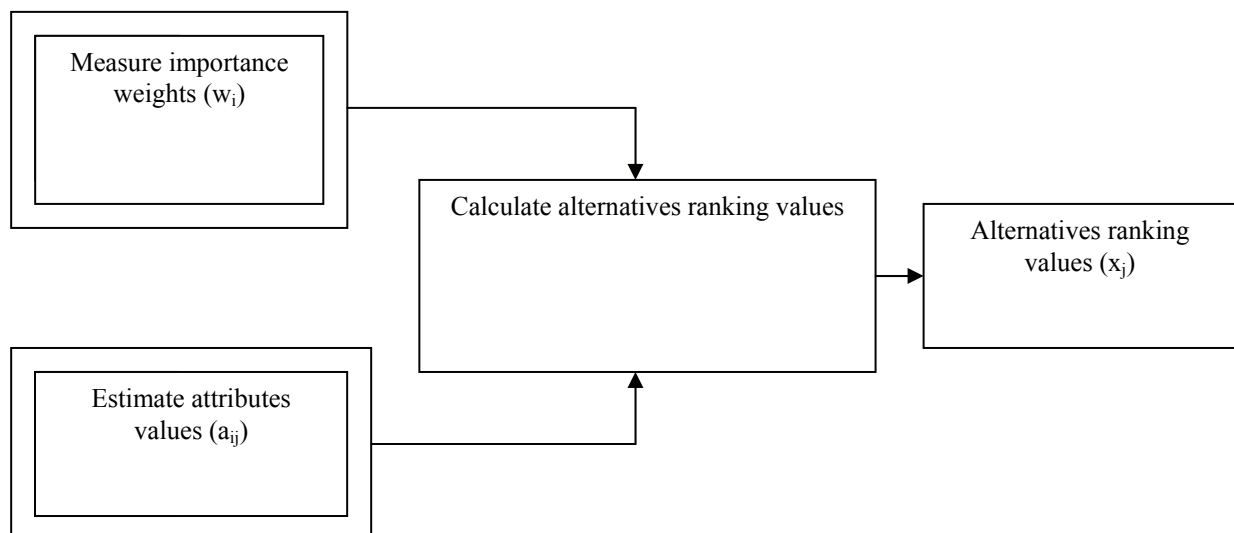 Measure importance
weights (wi)
Calculate alternatives ranking values
Alternatives ranking
values (xj)
Estimate attributes
values (aij)